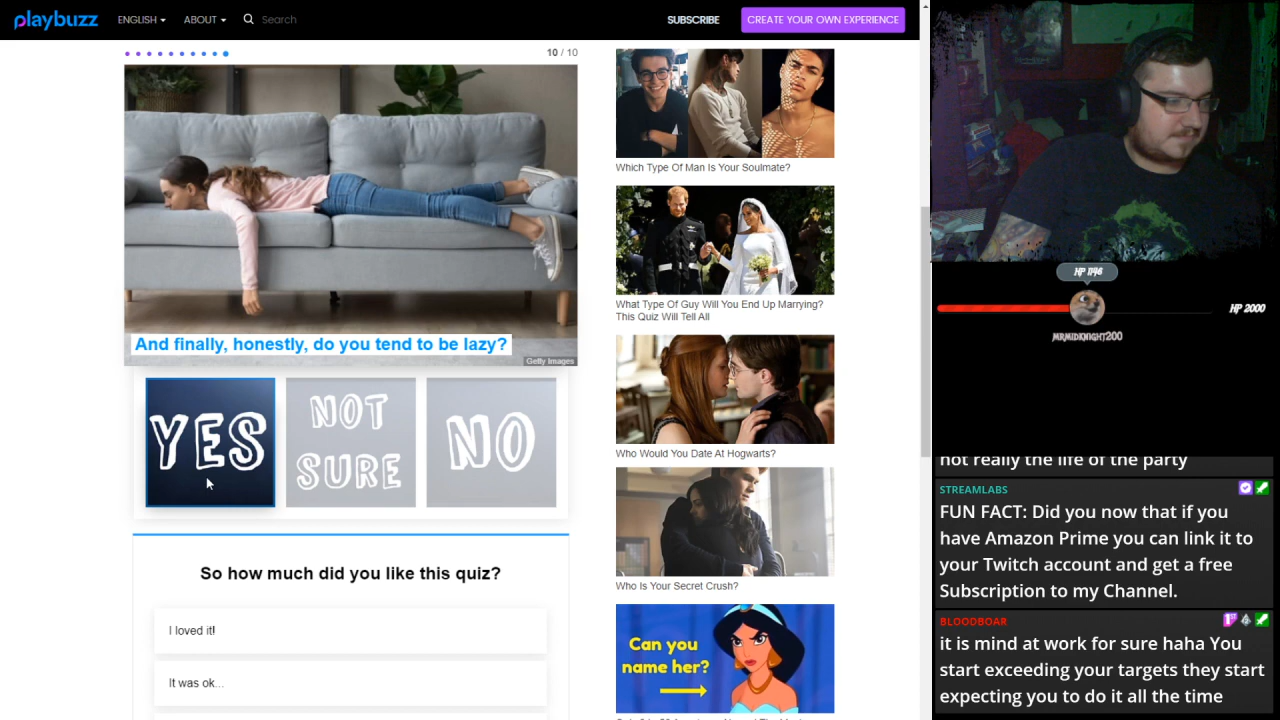 playbuzz
ENGLISH
ABOUT
Search
SUBSCRIBE
CREATE YOUR OWN EXPERIENCE
10 / 10
And finally, honestly, do you tend to be lazy?
Getty Images
YES
NOT
SURE
NO
So how much did you like this quiz?
I loved it!
It was ok...
Which Type Of Man Is Your Soulmate?
What Type Of Guy Will You End Up Marrying?
This Quiz Will Tell All
Who Would You Date At Hogwarts?
Who Is Your Secret Crush?
Can you
name her?
HP 1146
HP 2000
MRMIDKNIGHT200
not really the life of the party
STREAMLABS
FUN FACT: Did you now that if you
have Amazon Prime you can link it to
your Twitch account and get a free
Subscription to my Channel.
BLOODBOAR
it is mind at work for sure haha You
start exceeding your targets they start
expecting you to do it all the time